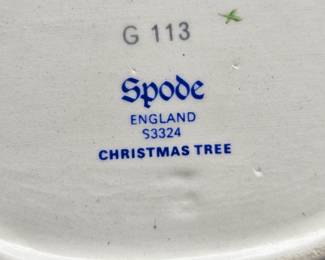 G 113
Spode
ENGLAND
S3324
CHRISTMAS TREE